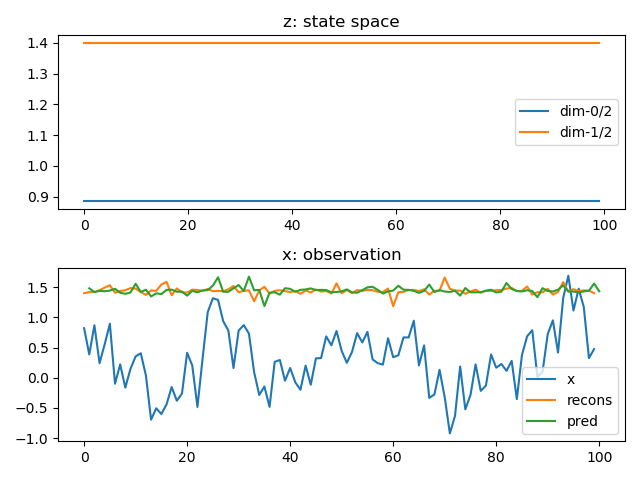 z: state space
1.4
1.3
1.2
1.1
1.0
0.9
dim-0/2
dim-1/2
0 20 40 60 80 100
x: observation
1.5
1.0
0.5
0.0
−0.5
−1.0
x
recons
pred
0 20 40 60 80 100